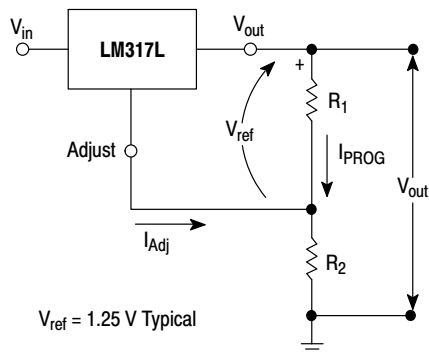 Vin
LM317L
Vout
+
R1
Vref
Adjust
IPROG
Vout
IAdj
R2
Vref = 1.25 V Typical